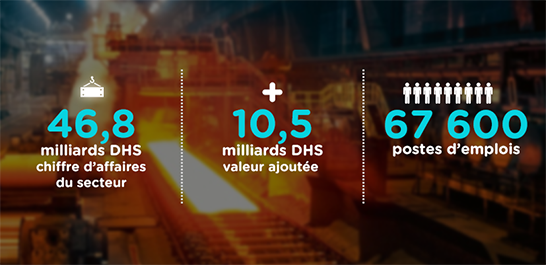 46,8
milliards DHS
chiffre d'affaires
du secteur
10,5
milliards DHS
valeur ajoutée
67 600
postes d'emplois